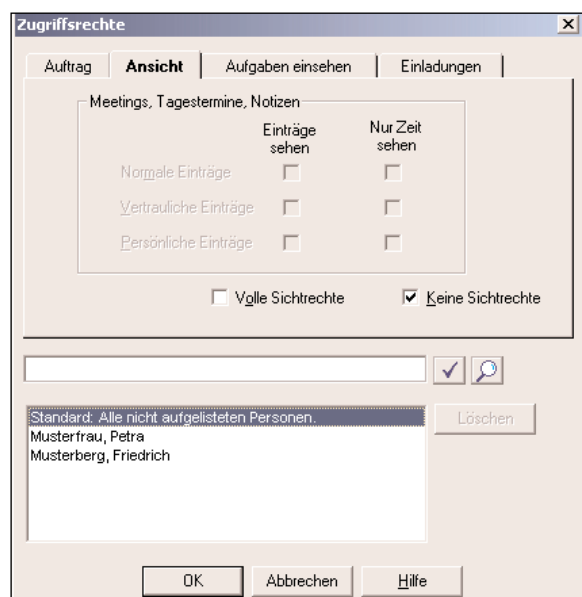 Zugriffsrechte
Auftrag Ansicht Aufgaben einsehen Einladungen
Meetings, Tagestermine, Notizen
Einträge sehen Nur Zeit sehen
Normale Einträge
Vertrauliche Einträge
Persönliche Einträge
Volle Sichtrechte Keine Sichtrechte
Standard: Alle nicht aufgelisteten Personen.
Löschen
Musterfrau, Petra
Musterberg, Friedrich
OK Abbrechen Hilfe